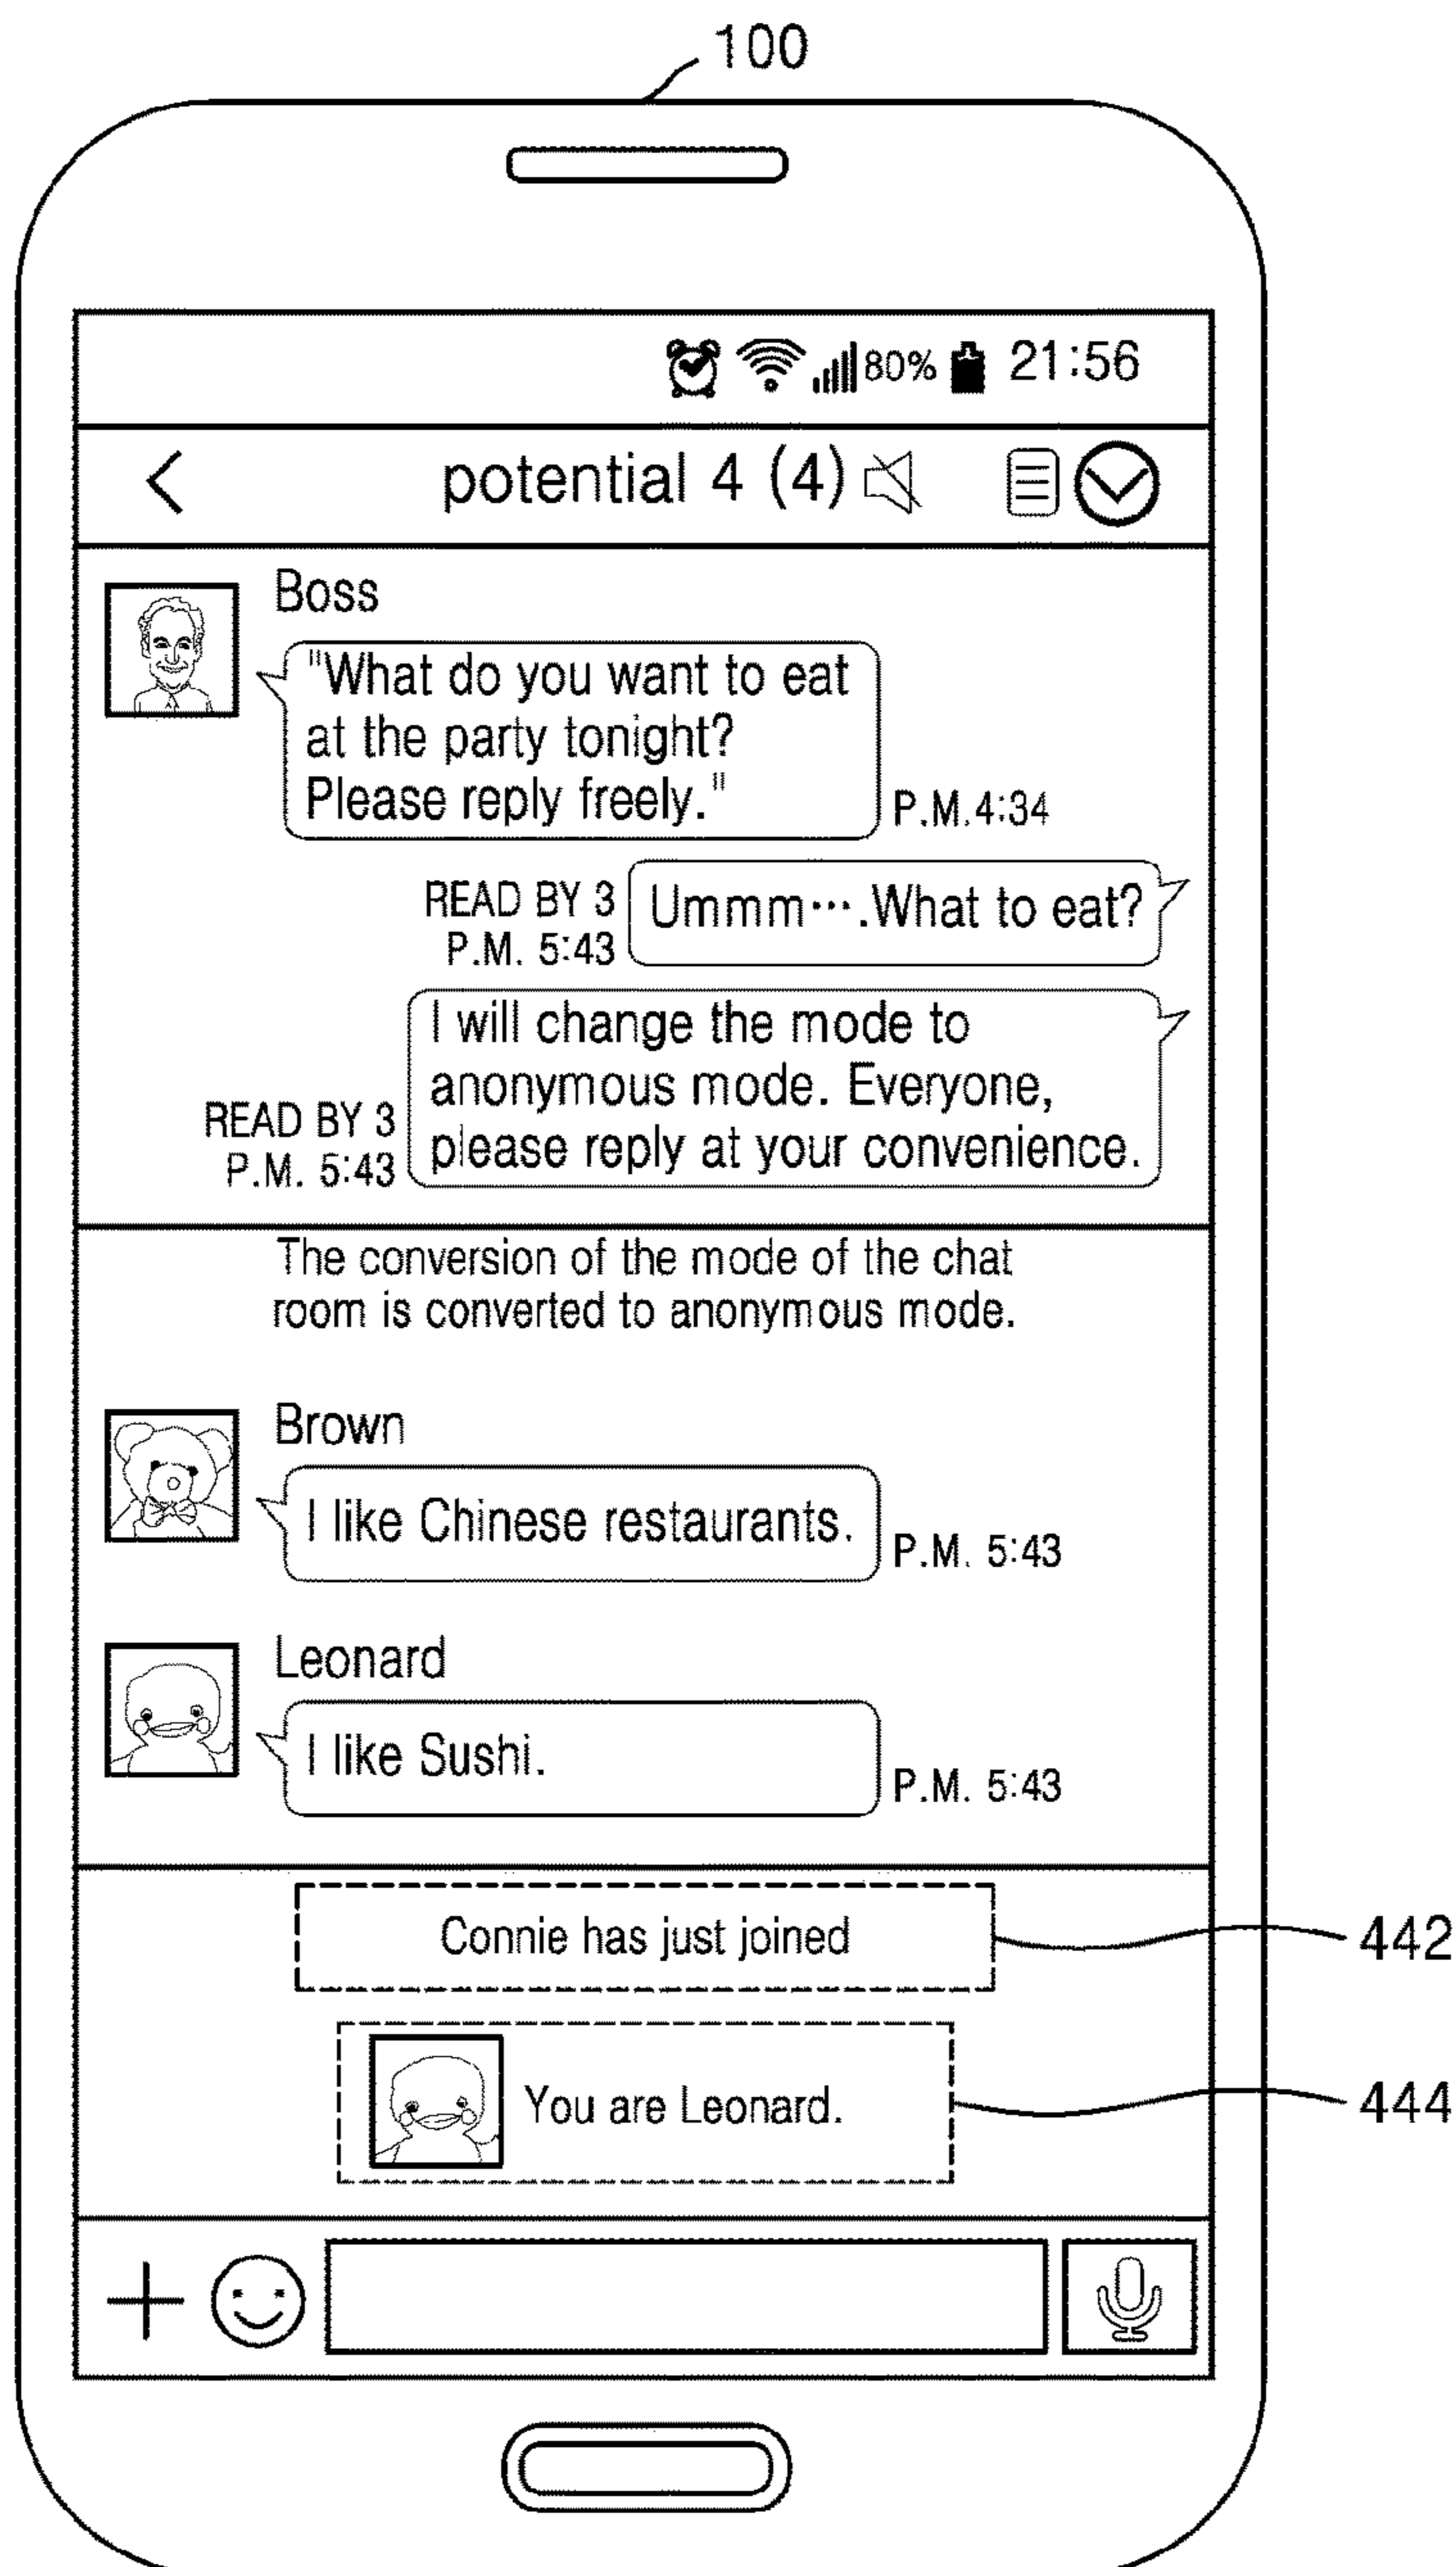 100
80% 21:56
potential 4 (4)
Boss
"What do you want to eat
at the party tonight?
Please reply freely."
P.M.4:34
READ BY 3
P.M. 5:43
Ummm···.What to eat?
I will change the mode to
anonymous mode. Everyone,
please reply at your convenience.
READ BY 3
P.M. 5:43
The conversion of the mode of the chat
room is converted to anonymous mode.
Brown
I like Chinese restaurants.
P.M. 5:43
Leonard
I like Sushi.
P.M. 5:43
Connie has just joined
442
You are Leonard.
444